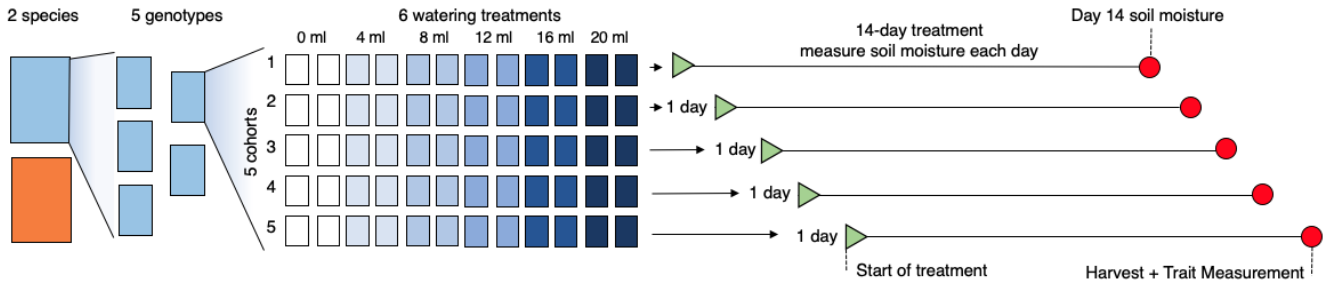 2 species
5 genotypes
6 watering treatments
0 ml 4 ml 8 ml 12 ml 16 ml 20 ml
5 cohorts
1
2
3
4
5
14-day treatment
measure soil moisture each day
Day 14 soil moisture
1 day
1 day
1 day
1 day
Start of treatment
Harvest + Trait Measurement